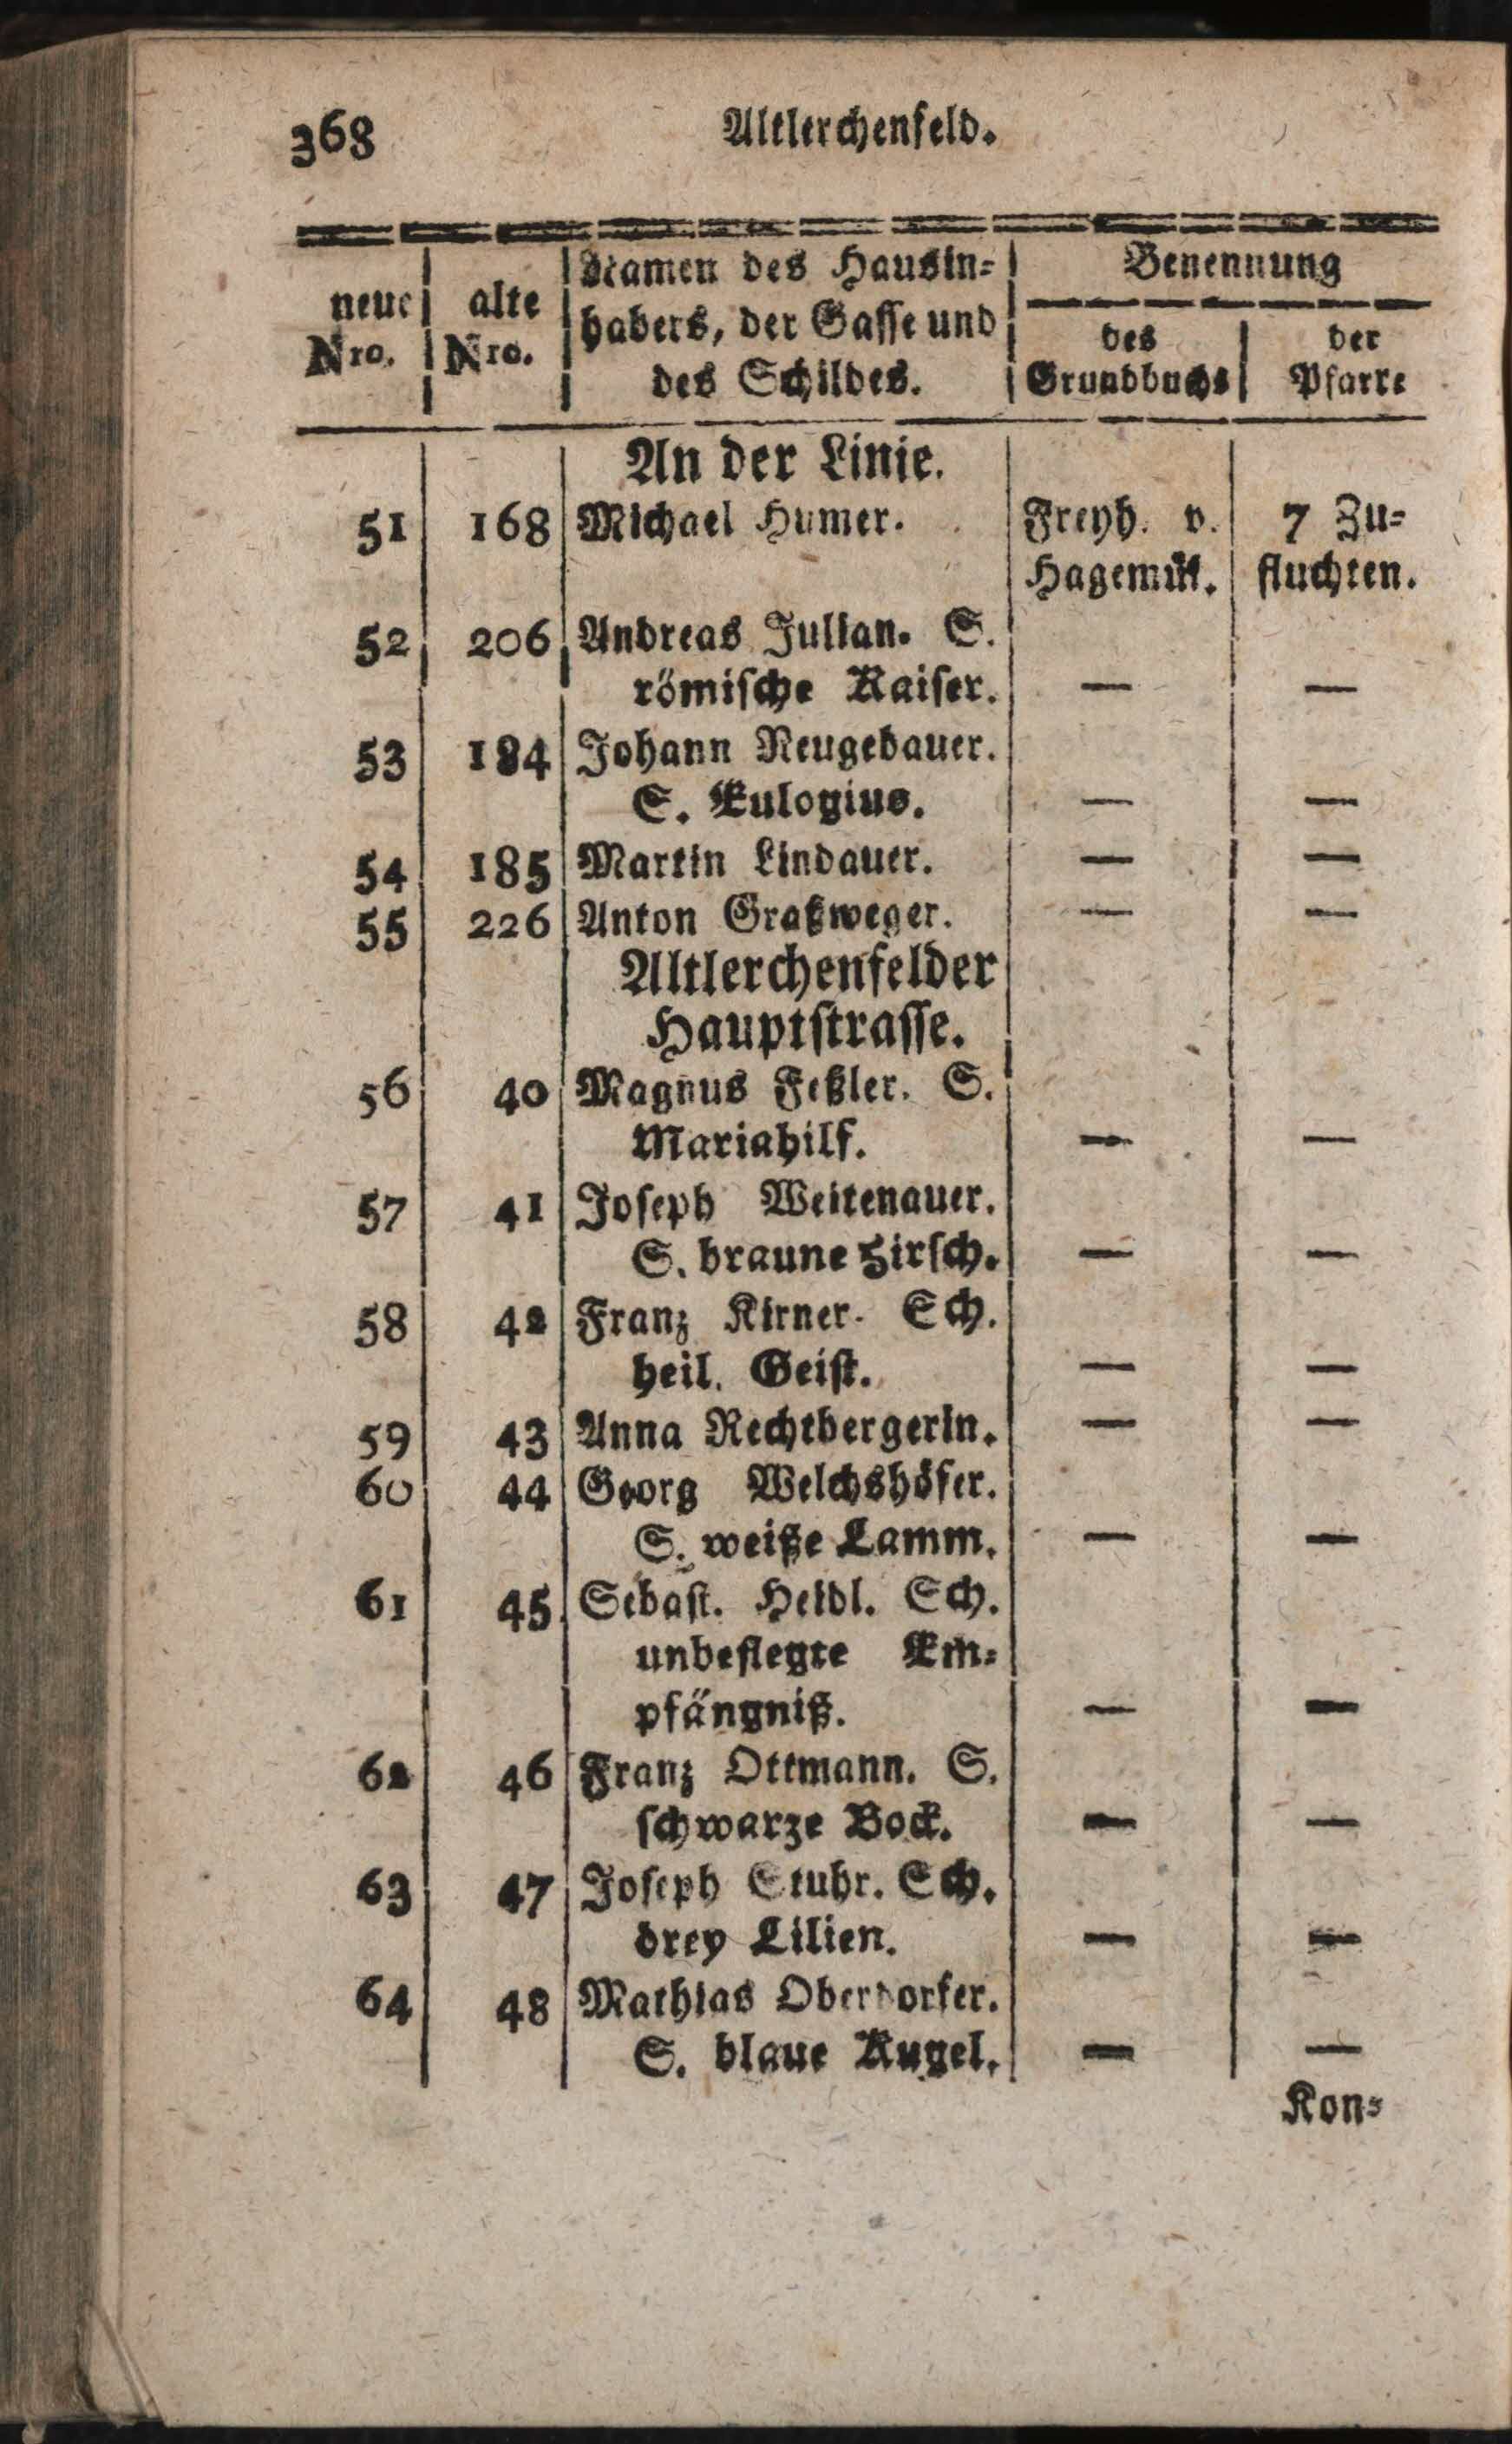 368 Altlerchenfeld.
neue Nro. | alte Nro. | Namen des Hausin=
habers, der Gasse und
des Schildes. | Benennung
des Grundbuchs | der Pfarre
An der Linie.
51 168 Michael Humer. Freyh. v. 7 Zu=
Hagemül. fluchten.
52 206 Andreas Julian. S.
römische Kaiser. — —
53 184 Johann Neugebauer.
S. Eulogius. — —
54 185 Martin Lindauer. — —
55 226 Anton Graßweger. — —
Altlerchenfelder
Hauptstrasse.
56 40 Magnus Feßler. S.
Mariahilf. — —
57 41 Joseph Weitenauer.
S. braune Hirsch. — —
58 42 Franz Kirner. Sch.
heil. Geist. — —
59 43 Anna Rechtbergerin. — —
60 44 Georg Welchshöfer.
S. weiße Lamm. — —
61 45 Sebast. Heidl. Sch.
unbeflegte Em=
pfängniß. — —
62 46 Franz Ottmann. S.
schwarze Bock. — —
63 47 Joseph Stuhr. Sch.
drey Lilien. — —
64 48 Mathias Oberdorfer.
S. blaue Kugel. — —
Kon=